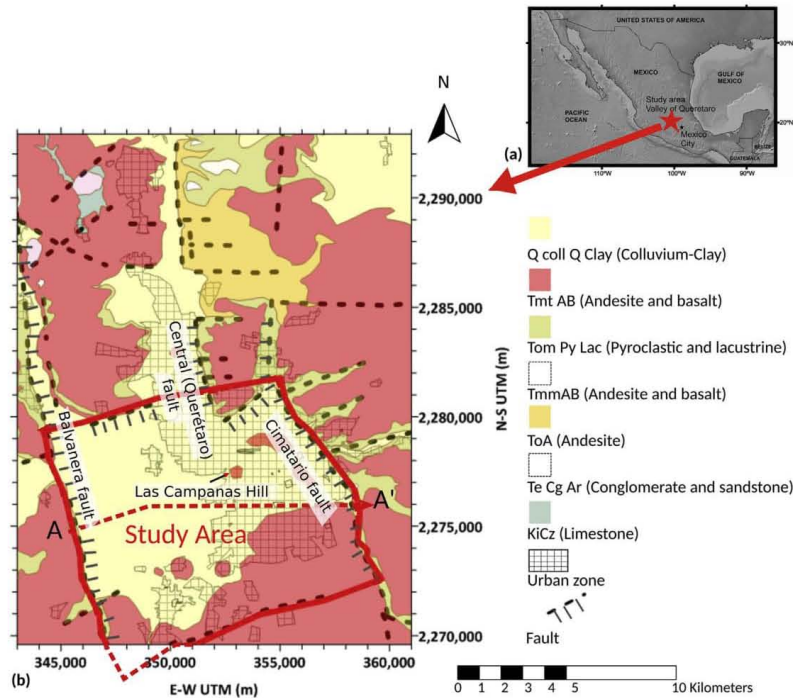 UNITED STATES OF AMERICA
30°N
MEXICO
GULF OF
MEXICO
Study area
Valley of Querétaro
PACIFIC
OCEAN
20°N
Mexico
City
GUATEMALA
(a)
110°W 100°W 90°W
N
2,290,000
2,285,000
2,280,000
2,275,000
2,270,000
N-S UTM (m)
Central (Querétaro)
fault
Balvanera fault
Cimatario fault
Las Campanas Hill
A
A'
Study Area
(b)
345,000 350,000 355,000 360,000
E-W UTM (m)
Q coll Q Clay (Colluvium-Clay)
Tmt AB (Andesite and basalt)
Tom Py Lac (Pyroclastic and lacustrine)
TmmAB (Andesite and basalt)
ToA (Andesite)
Te Cg Ar (Conglomerate and sandstone)
KiCz (Limestone)
Urban zone
Fault
0 1 2 3 4 5 10 Kilometers